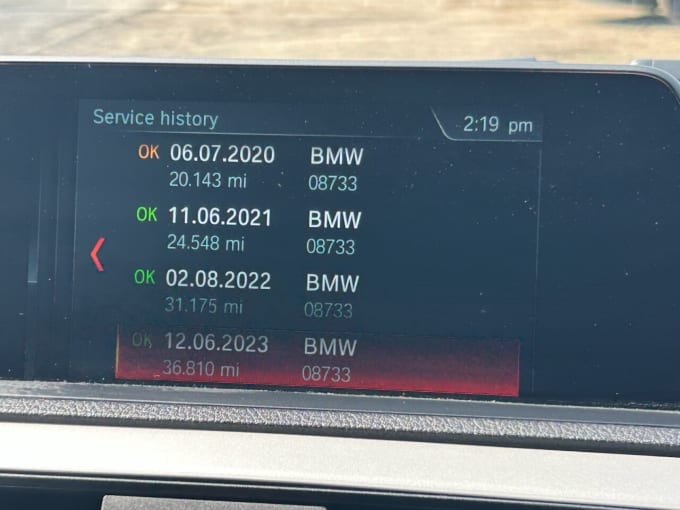 Service history
2:19 pm
OK 06.07.2020 BMW
20.143 mi 08733
OK 11.06.2021 BMW
24.548 mi 08733
OK 02.08.2022 BMW
31.175 mi 08733
OK 12.06.2023 BMW
36.810 mi 08733